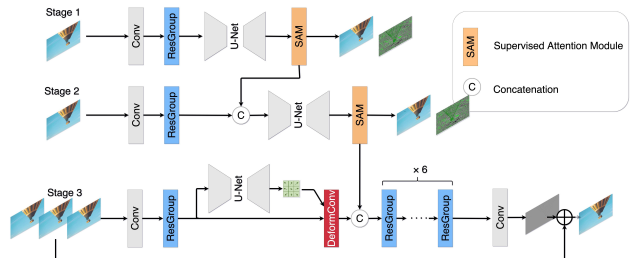 Stage 1
Conv
ResGroup
U-Net
SAM
SAM
Supervised Attention Module
C
Concatenation
Stage 2
Conv
ResGroup
C
U-Net
SAM
Stage 3
Conv
ResGroup
U-Net
DeformConv
C
× 6
ResGroup
ResGroup
Conv